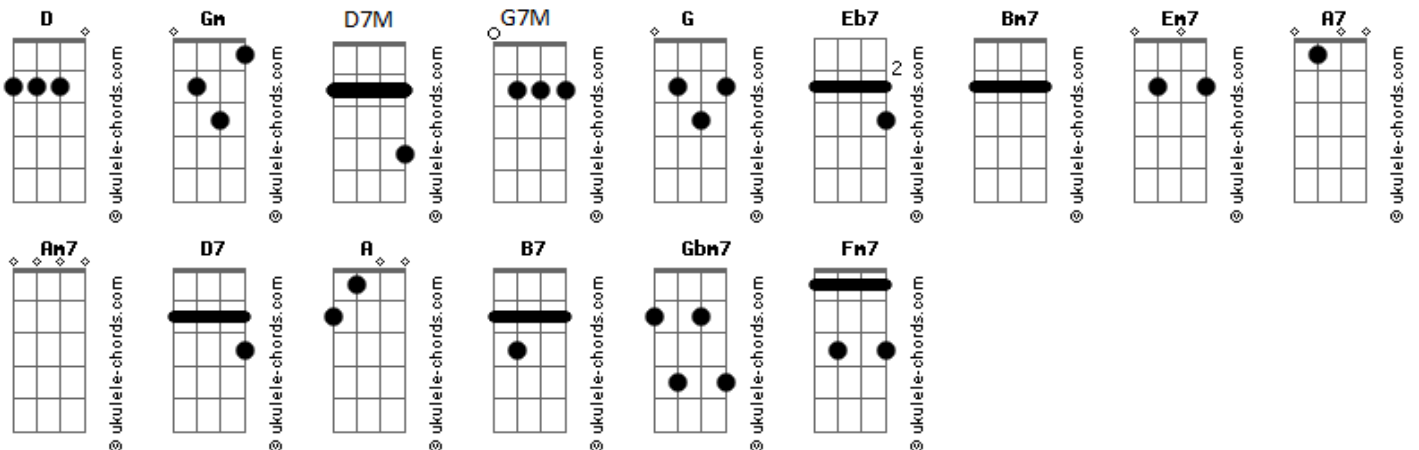 D Gm D7M G7M G Eb7 Bm7 Em7 A7
2
© ukulele-chords.com © ukulele-chords.com © ukulele-chords.com © ukulele-chords.com © ukulele-chords.com © ukulele-chords.com © ukulele-chords.com © ukulele-chords.com © ukulele-chords.com
Am7 D7 A B7 Gbm7 Fm7
© ukulele-chords.com © ukulele-chords.com © ukulele-chords.com © ukulele-chords.com © ukulele-chords.com © ukulele-chords.com